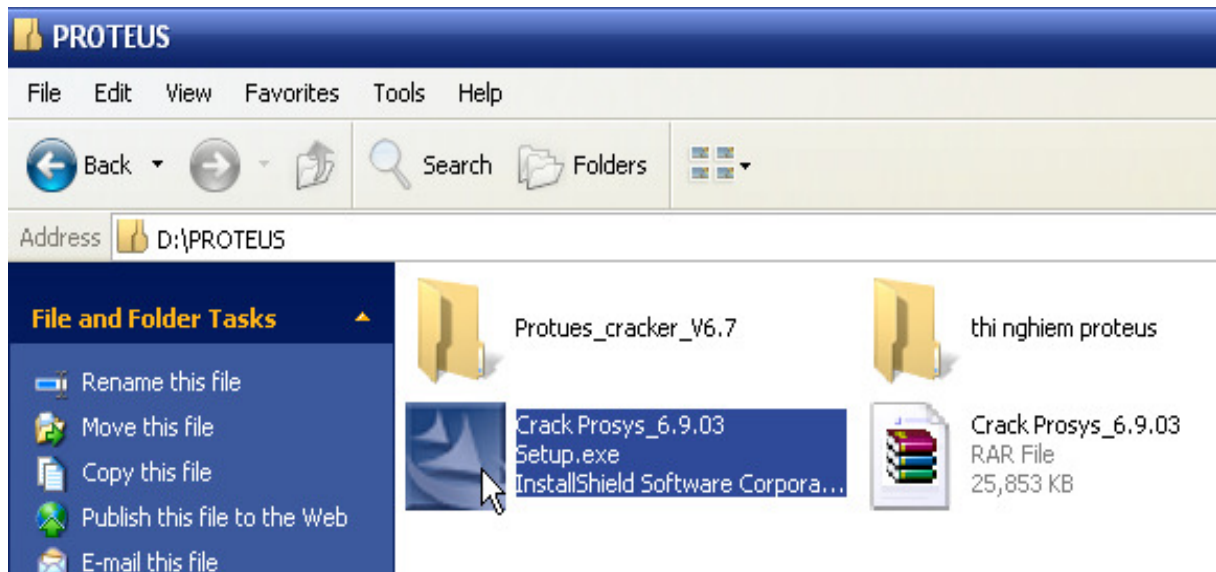 PROTEUS
File Edit View Favorites Tools Help
Back Search Folders
Address D:\PROTEUS
File and Folder Tasks
Rename this file
Move this file
Copy this file
Publish this file to the Web
E-mail this file
Protues_cracker_V6.7
thi nghiem proteus
Crack Prosys_6.9.03
Setup.exe
InstallShield Software Corpora...
Crack Prosys_6.9.03
RAR File
25,853 KB